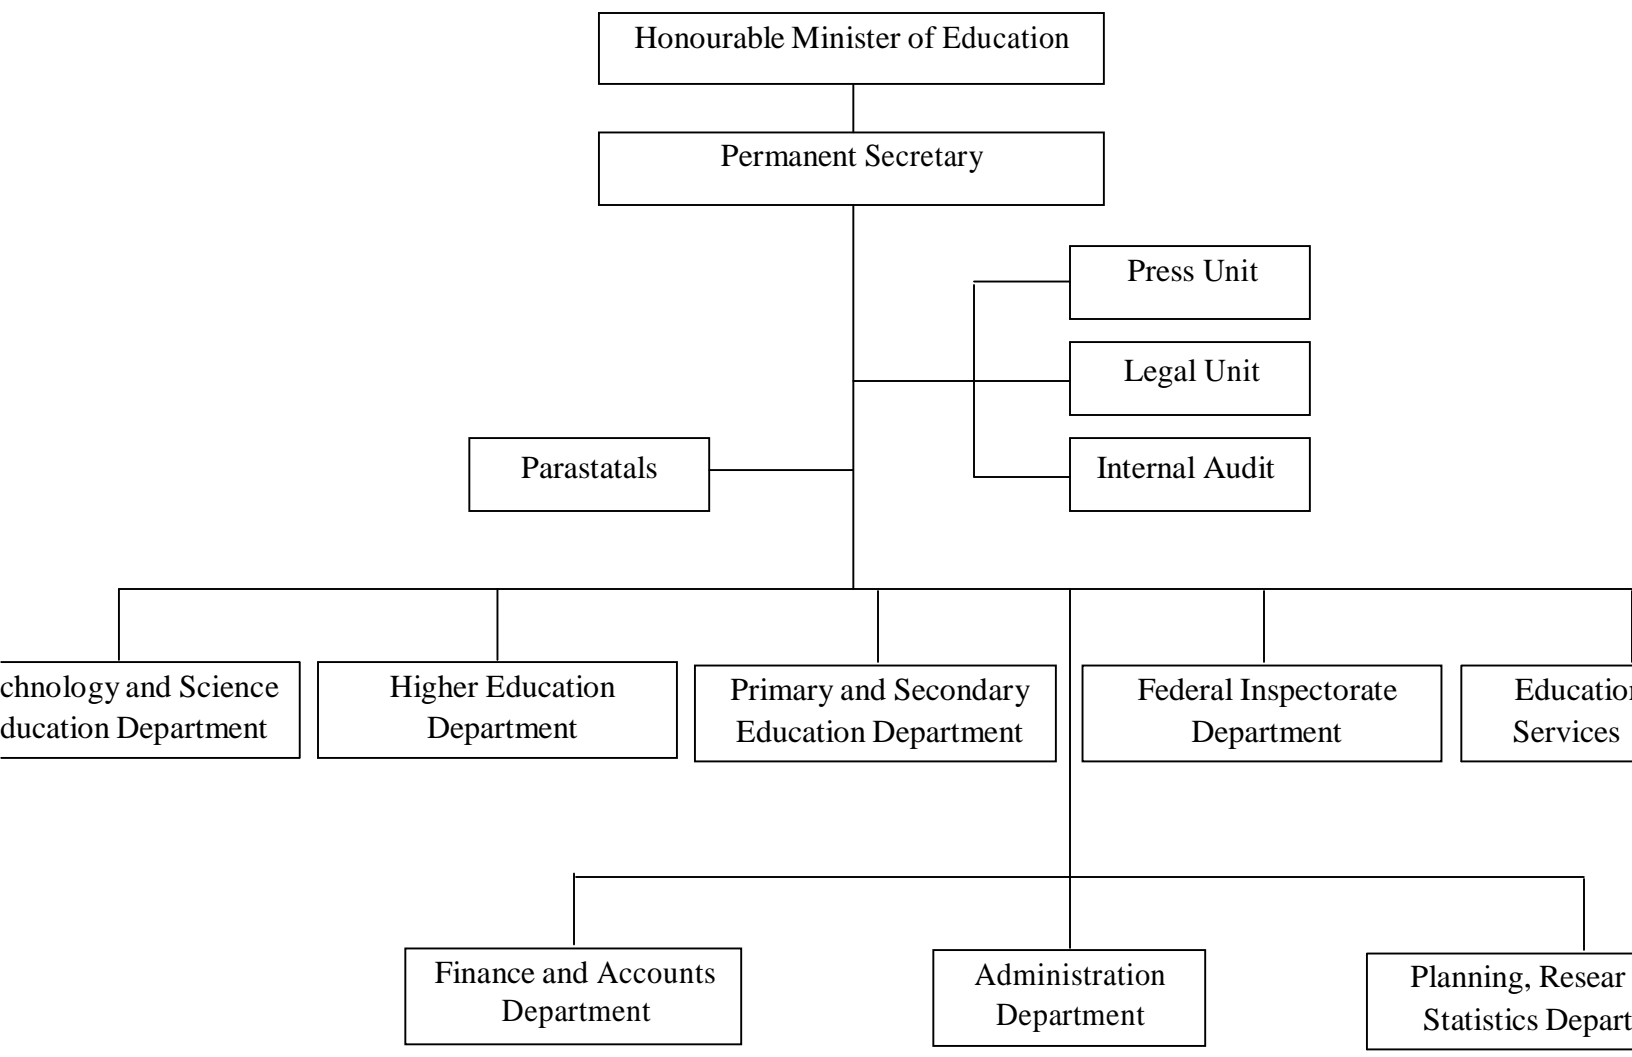 Honourable Minister of Education
Permanent Secretary
Press Unit
Legal Unit
Parastatals
Internal Audit
chnology and Science
ducation Department
Higher Education
Department
Primary and Secondary
Education Department
Federal Inspectorate
Department
Education
Services
Finance and Accounts
Department
Administration
Department
Planning, Resear
Statistics Depart